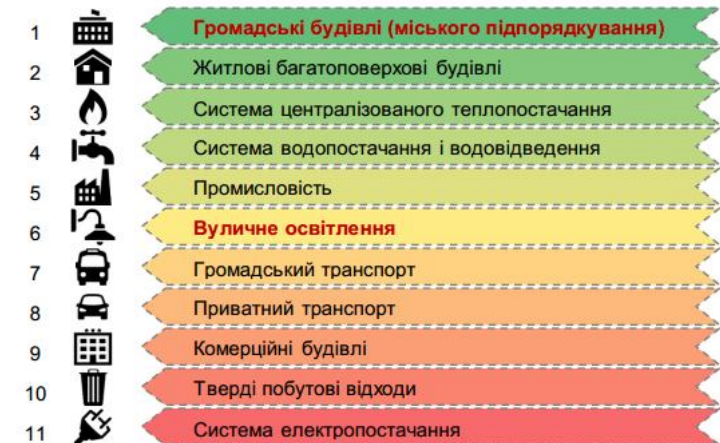 1 Громадські будівлі (міського підпорядкування)
2 Житлові багатоповерхові будівлі
3 Система централізованого теплопостачання
4 Система водопостачання і водовідведення
5 Промисловість
6 Вуличне освітлення
7 Громадський транспорт
8 Приватний транспорт
9 Комерційні будівлі
10 Тверді побутові відходи
11 Система електропостачання